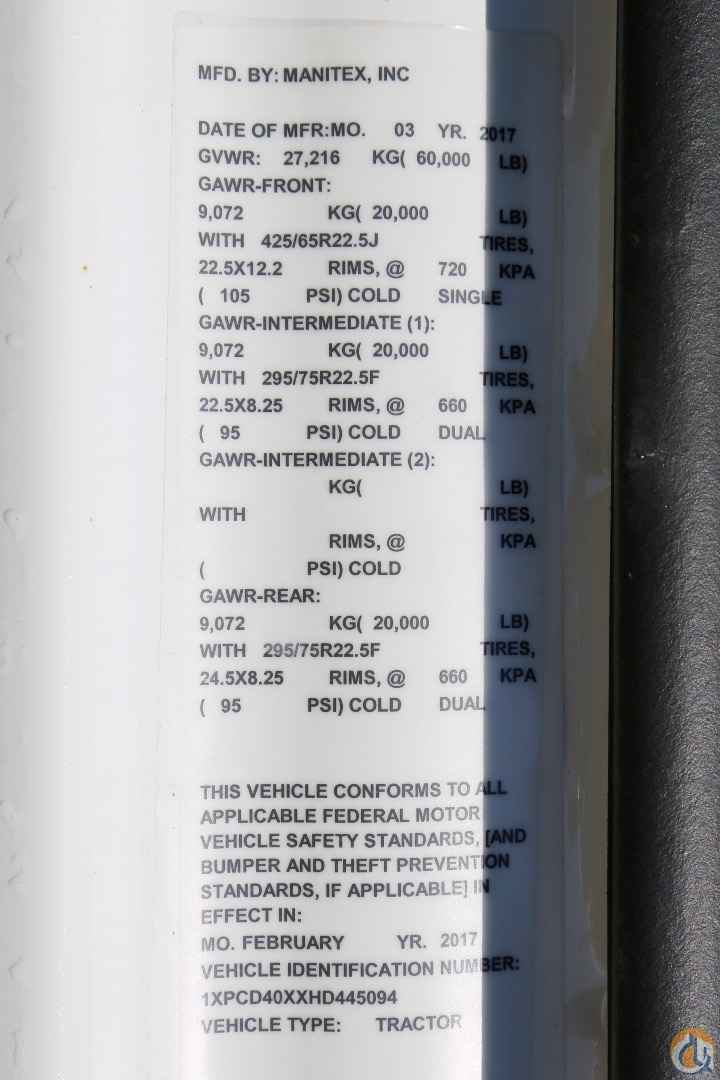 MFD. BY: MANITEX, INC
DATE OF MFR:MO. 03 YR. 2017
GVWR: 27,216 KG( 60,000 LB)
GAWR-FRONT:
9,072 KG( 20,000 LB)
WITH 425/65R22.5J TIRES,
22.5X12.2 RIMS, @ 720 KPA
( 105 PSI) COLD SINGLE
GAWR-INTERMEDIATE (1):
9,072 KG( 20,000 LB)
WITH 295/75R22.5F TIRES,
22.5X8.25 RIMS, @ 660 KPA
( 95 PSI) COLD DUAL
GAWR-INTERMEDIATE (2):
KG( LB)
WITH TIRES,
RIMS, @ KPA
( PSI) COLD
GAWR-REAR:
9,072 KG( 20,000 LB)
WITH 295/75R22.5F TIRES,
24.5X8.25 RIMS, @ 660 KPA
( 95 PSI) COLD DUAL
THIS VEHICLE CONFORMS TO ALL
APPLICABLE FEDERAL MOTOR
VEHICLE SAFETY STANDARDS, [AND
BUMPER AND THEFT PREVENTION
STANDARDS, IF APPLICABLE] IN
EFFECT IN:
MO. FEBRUARY YR. 2017
VEHICLE IDENTIFICATION NUMBER:
1XPCD40XXHD445094
VEHICLE TYPE: TRACTOR